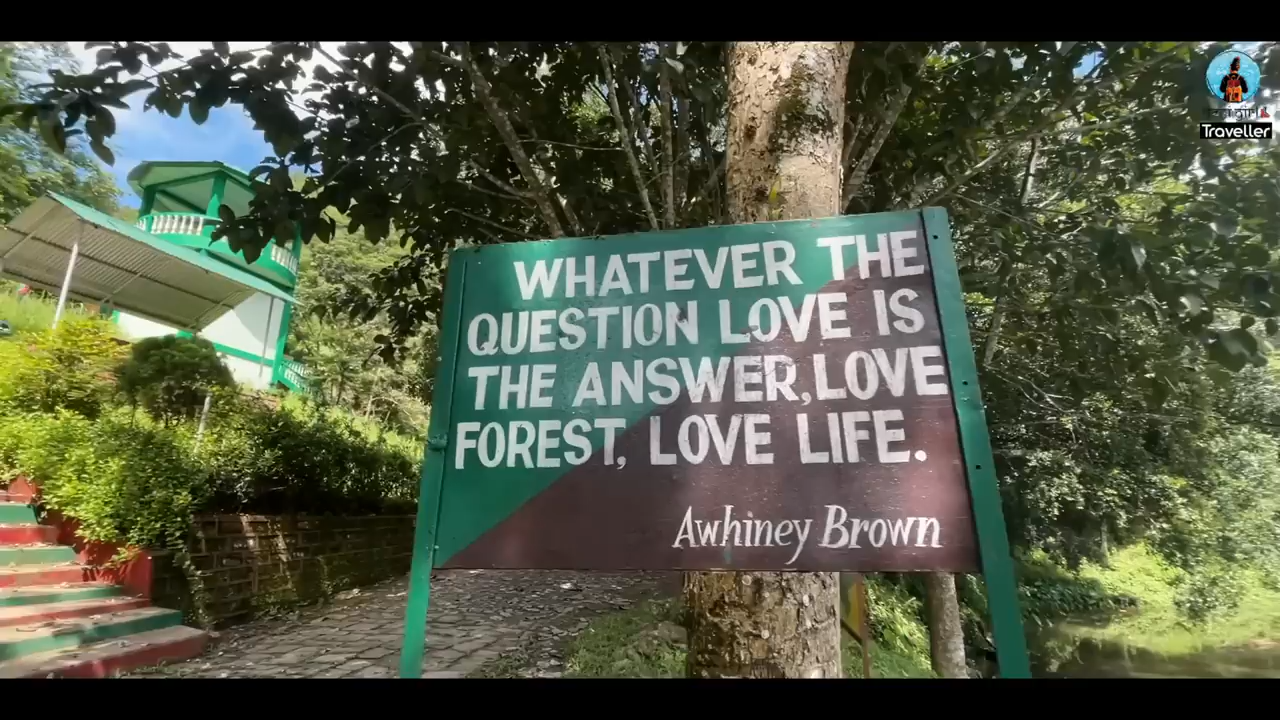 WHATEVER THE
QUESTION LOVE IS
THE ANSWER, LOVE
FOREST, LOVE LIFE.
Awhiney Brown
Traveller